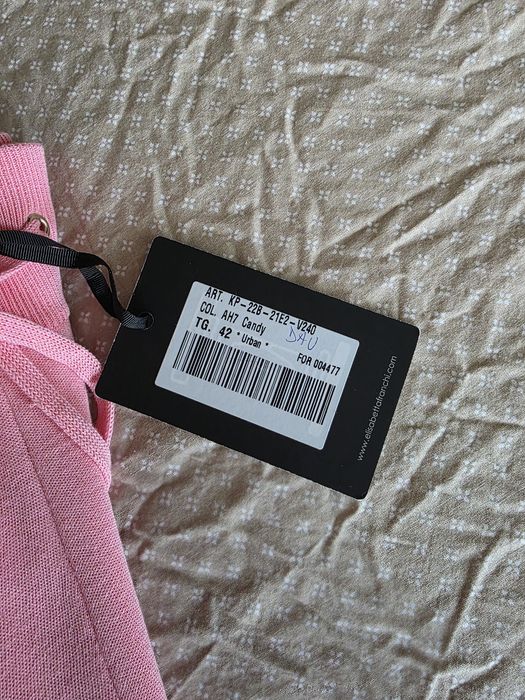 ART. KP-22B-21E2-V240
COL. AH7 Candy DAU
TG. 42 * Urban *
FOR 004477
www.elisabettafranchi.com